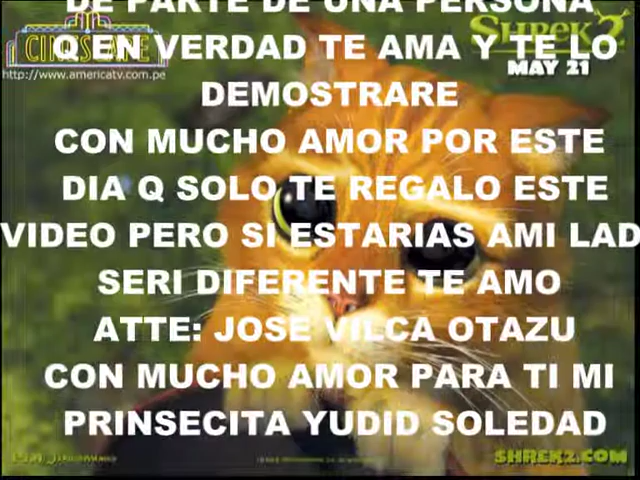 DE PARTE DE UNA PERSONA
Q EN VERDAD TE AMA Y TE LO
DEMOSTRARE
CON MUCHO AMOR POR ESTE
DIA Q SOLO TE REGALO ESTE
VIDEO PERO SI ESTARIAS AMI LAD
SERI DIFERENTE TE AMO
ATTE: JOSE VILCA OTAZU
CON MUCHO AMOR PARA TI MI
PRINSECITA YUDID SOLEDAD
CINESCAPE
http://www.americatv.com.pe
SHREK 2
MAY 21
SHREK2.COM